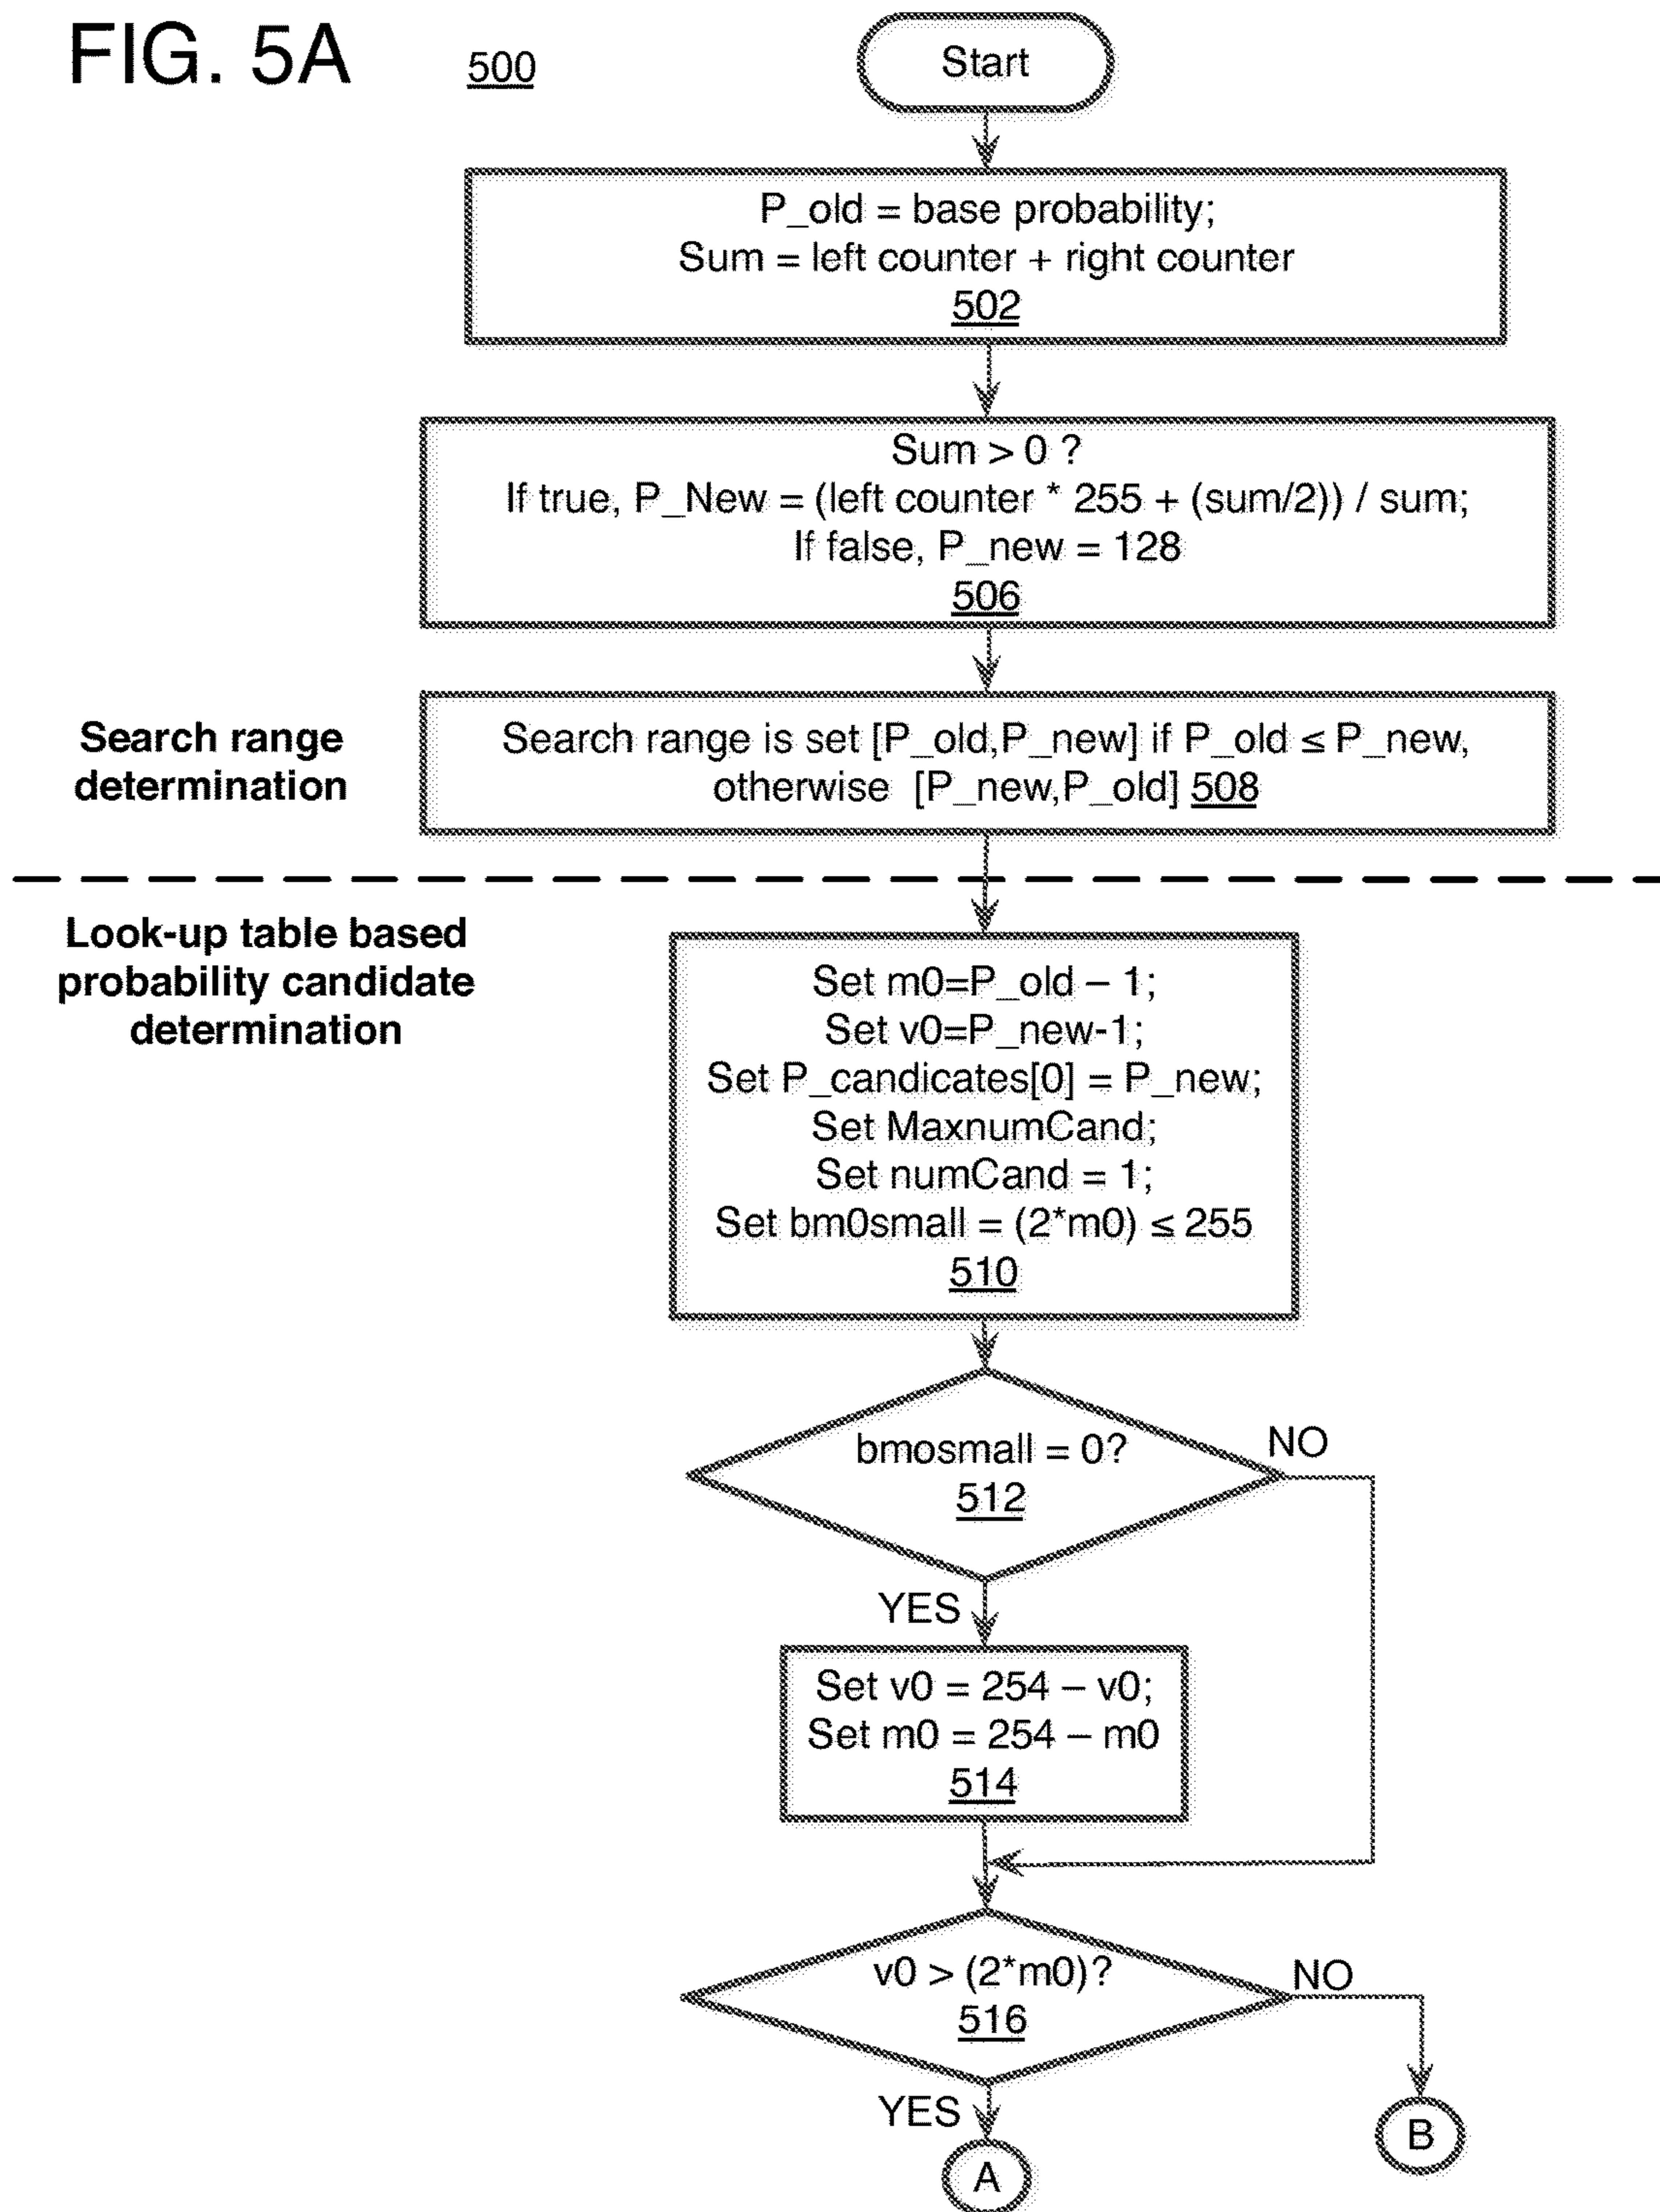 FIG. 5A
500
Start
P_old = base probability;
Sum = left counter + right counter
502
Sum > 0 ?
If true, P_New = (left counter * 255 + (sum/2)) / sum;
If false, P_new = 128
506
Search range
determination
Search range is set [P_old,P_new] if P_old ≤ P_new,
otherwise [P_new,P_old] 508
Look-up table based
probability candidate
determination
Set m0=P_old – 1;
Set v0=P_new-1;
Set P_candicates[0] = P_new;
Set MaxnumCand;
Set numCand = 1;
Set bm0small = (2*m0) ≤ 255
510
bmosmall = 0?
512
NO
YES
Set v0 = 254 – v0;
Set m0 = 254 – m0
514
v0 > (2*m0)?
516
NO
YES
B
A